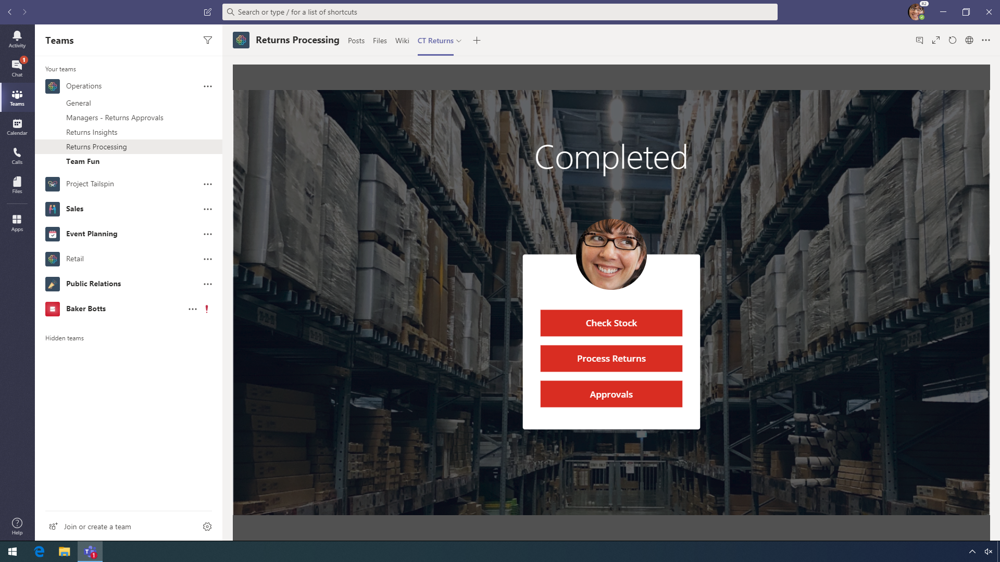 Search or type / for a list of shortcuts
R2
Activity
Chat
1
Teams
Calendar
Calls
Files
Apps
Help
Teams
Your teams
Operations
General
Managers - Returns Approvals
Returns Insights
Returns Processing
Team Fun
Project Tailspin
Sales
Event Planning
Retail
Public Relations
Baker Botts
Hidden teams
Join or create a team
Returns Processing
Posts
Files
Wiki
CT Returns
Completed
Check Stock
Process Returns
Approvals
T
1